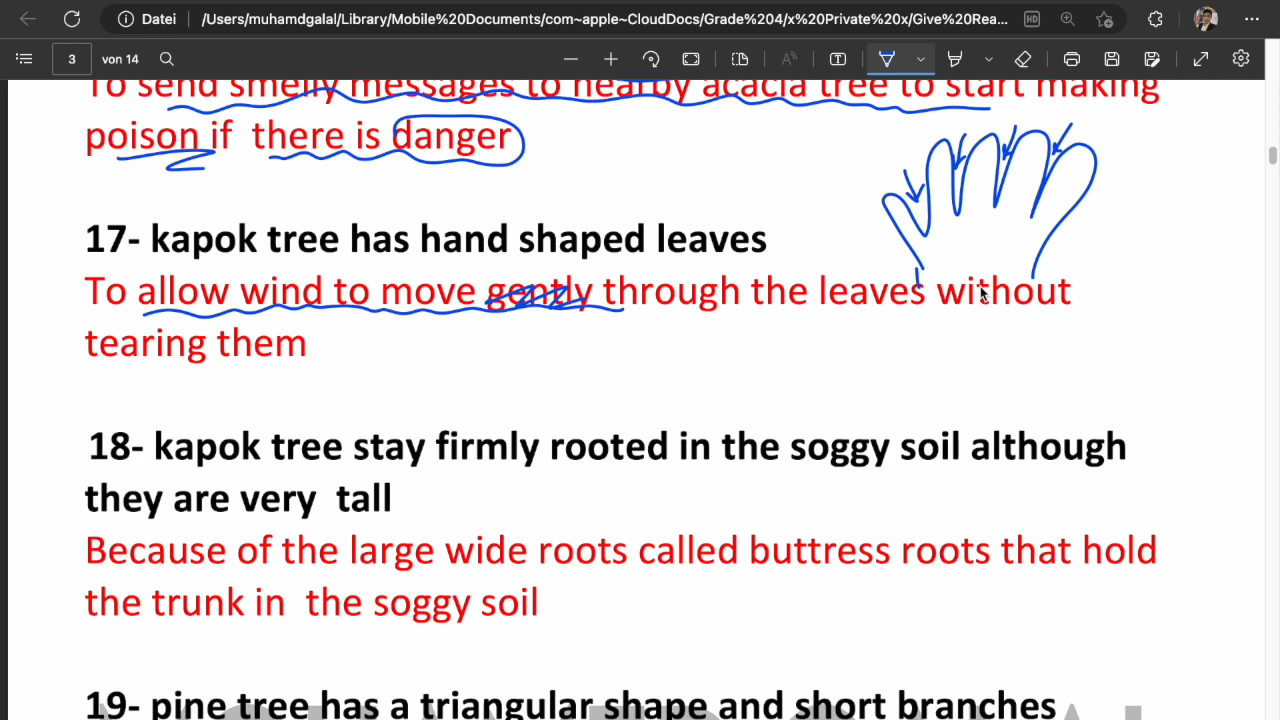 Datei /Users/muhamdgalal/Library/Mobile%20Documents/com~apple~CloudDocs/Grade%204/x%20Private%20x/Give%20Rea... HD
3 von 14
To send smelly messages to nearby acacia tree to start making
poison if there is danger
17- kapok tree has hand shaped leaves
To allow wind to move gently through the leaves without
tearing them
18- kapok tree stay firmly rooted in the soggy soil although
they are very tall
Because of the large wide roots called buttress roots that hold
the trunk in the soggy soil
19- pine tree has a triangular shape and short branches